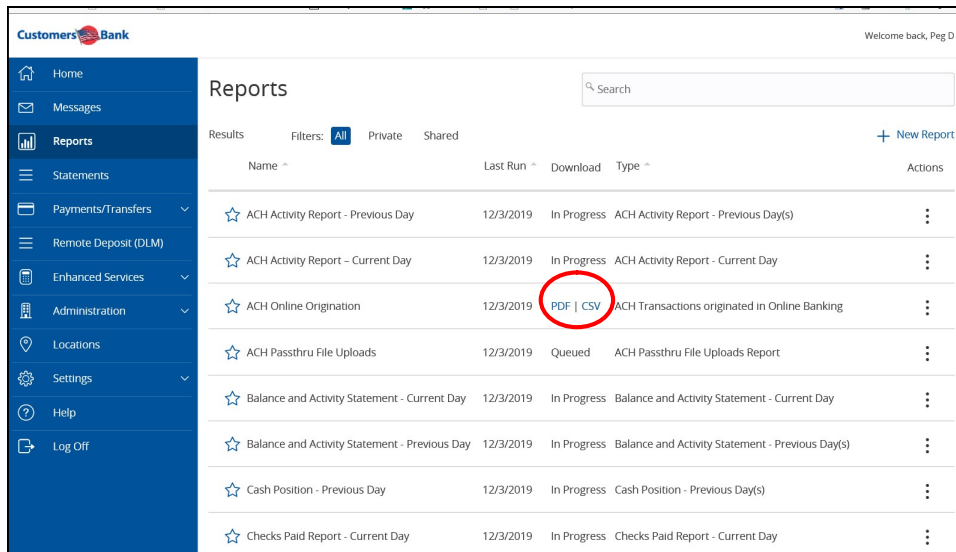 Customers Bank
Welcome back, Peg D
Home
Messages
Reports
Statements
Payments/Transfers
Remote Deposit (DLM)
Enhanced Services
Administration
Locations
Settings
Help
Log Off
Reports
Search
Results Filters: All Private Shared
+ New Report
Name Last Run Download Type Actions
ACH Activity Report - Previous Day 12/3/2019 In Progress ACH Activity Report - Previous Day(s)
ACH Activity Report – Current Day 12/3/2019 In Progress ACH Activity Report - Current Day
ACH Online Origination 12/3/2019 PDF | CSV ACH Transactions originated in Online Banking
ACH Passthru File Uploads 12/3/2019 Queued ACH Passthru File Uploads Report
Balance and Activity Statement - Current Day 12/3/2019 In Progress Balance and Activity Statement - Current Day
Balance and Activity Statement - Previous Day 12/3/2019 In Progress Balance and Activity Statement - Previous Day(s)
Cash Position - Previous Day 12/3/2019 In Progress Cash Position - Previous Day(s)
Checks Paid Report - Current Day 12/3/2019 In Progress Checks Paid Report - Current Day